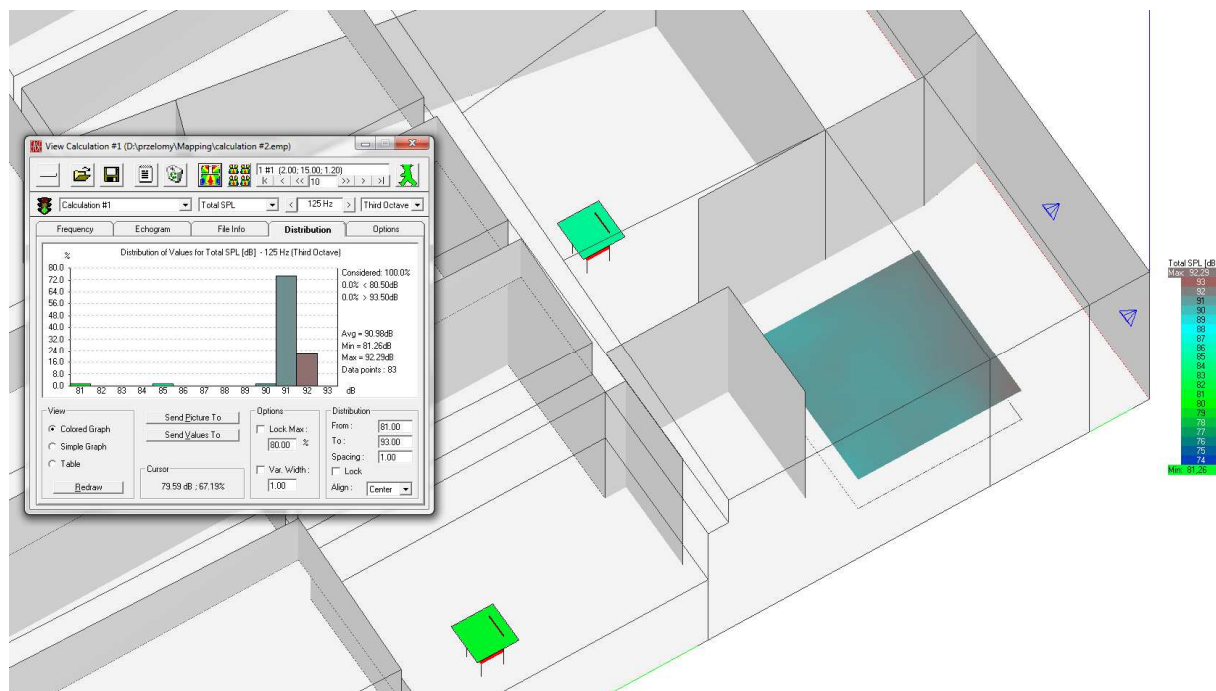 View Calculation #1 (D:\przelomy\Mapping\calculation #2.emp)
1 #1 (2.00; 15.00; 1.20)
10
Calculation #1 Total SPL < 125 Hz > Third Octave
Frequency Echogram File Info Distribution Options
Distribution of Values for Total SPL [dB] - 125 Hz (Third Octave)
%
80.0
72.0
64.0
56.0
48.0
40.0
32.0
24.0
16.0
8.0
0.0
81 82 83 84 85 86 87 88 89 90 91 92 93 dB
Considered: 100.0%
0.0% < 80.50dB
0.0% > 93.50dB
Avg = 90.98dB
Min = 81.26dB
Max = 92.29dB
Data points : 83
View
Colored Graph
Simple Graph
Table
Redraw
Send Picture To
Send Values To
Cursor
79.59 dB ; 67.19%
Options
Lock Max :
80.00 %
Var. Width :
1.00
Distribution
From : 81.00
To : 93.00
Spacing : 1.00
Lock
Align : Center
Total SPL [dB
Max: 92,29
93
92
91
90
89
88
87
86
85
84
83
82
81
80
79
78
77
76
75
74
Min: 81,26